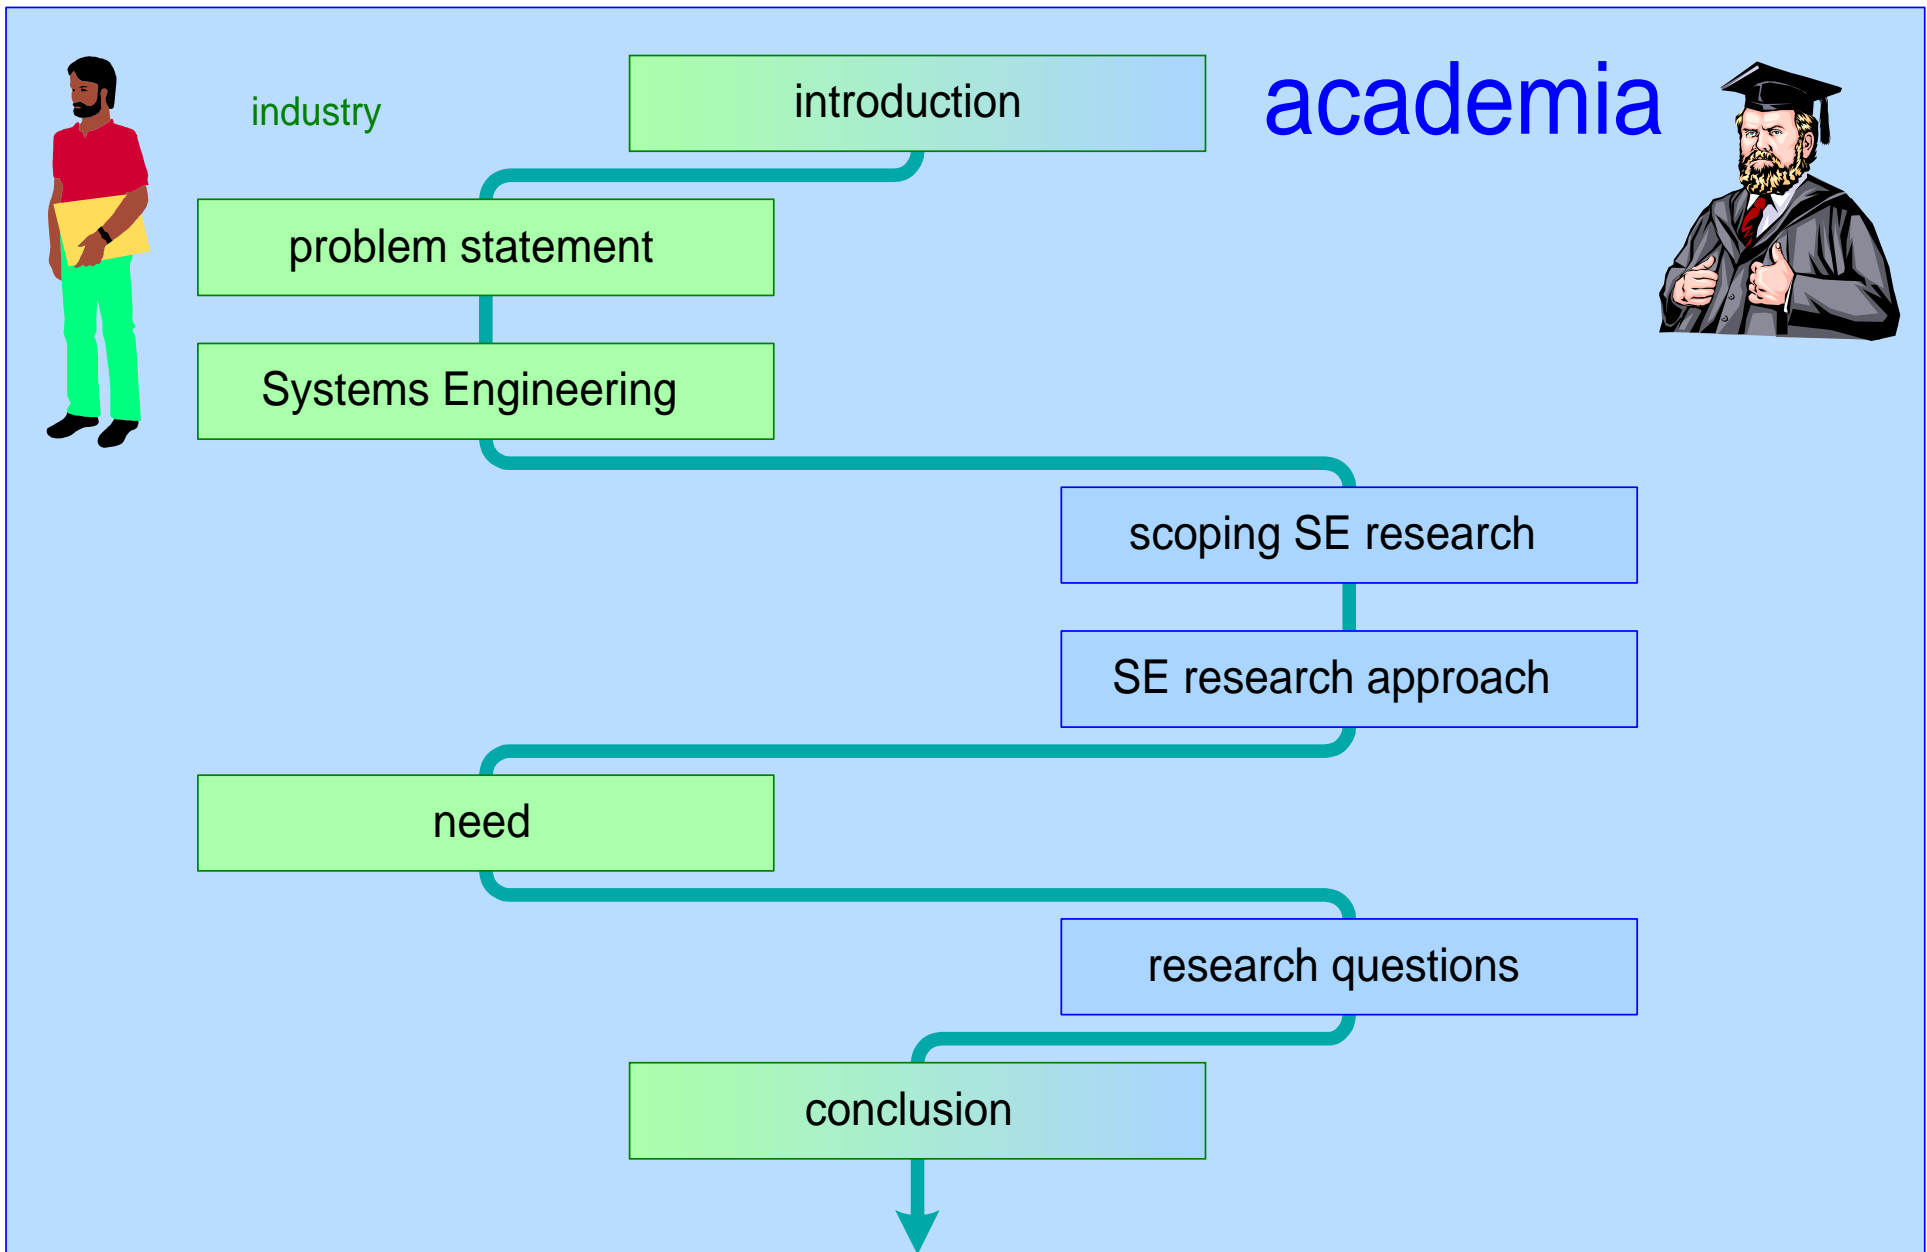 industry
introduction
academia
problem statement
Systems Engineering
scoping SE research
SE research approach
need
research questions
conclusion